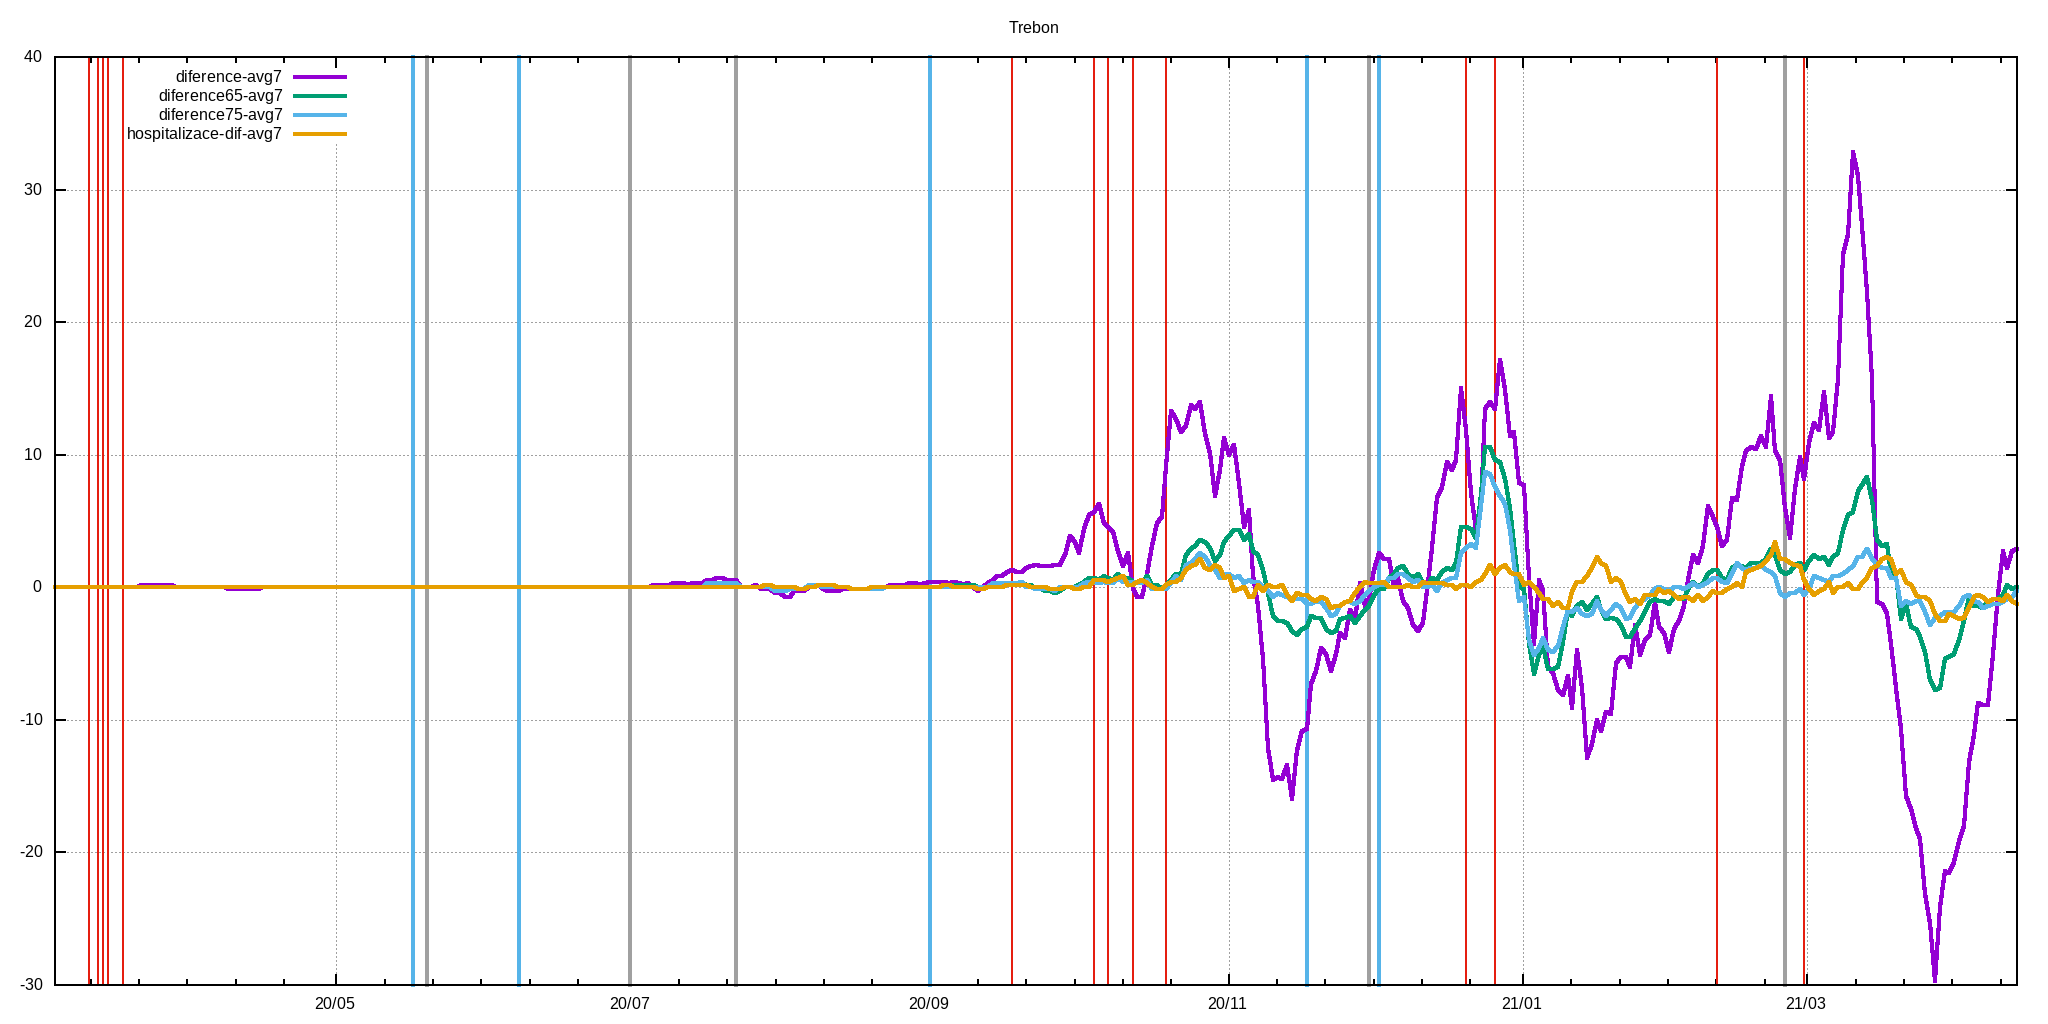 Trebon
40
30
20
10
0
-10
-20
-30
diference-avg7
diference65-avg7
diference75-avg7
hospitalizace-dif-avg7
20/05 20/07 20/09 20/11 21/01 21/03